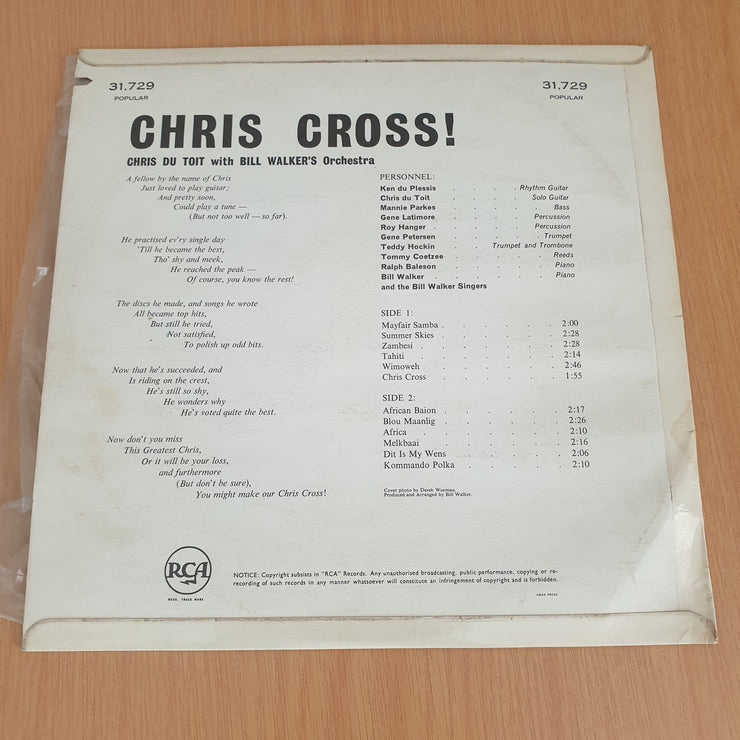 31,729
POPULAR
31,729
POPULAR
CHRIS CROSS!
CHRIS DU TOIT with BILL WALKER'S Orchestra
A fellow by the name of Chris
Just loved to play guitar;
And pretty soon,
Could play a tune —
(But not too well — so far).
He practised ev'ry single day
'Till he became the best,
Tho' shy and meek,
He reached the peak —
Of course, you know the rest!
The discs he made, and songs he wrote
All became top hits,
But still he tried,
Not satisfied,
To polish up odd bits.
Now that he's succeeded, and
Is riding on the crest,
He's still so shy,
He wonders why
He's voted quite the best.
Now don't you miss
This Greatest Chris,
Or it will be your loss,
and furthermore
(But don't be sure),
You might make our Chris Cross!
PERSONNEL:
Ken du Plessis . . . . Rhythm Guitar
Chris du Toit . . . . Solo Guitar
Mannie Parkes . . . . Bass
Gene Latimore . . . . Percussion
Roy Hanger . . . . Percussion
Gene Petersen . . . . Trumpet
Teddy Hockin . . Trumpet and Trombone
Tommy Coetzee . . . . Reeds
Ralph Baleson . . . . Piano
Bill Walker . . . . Piano
and the Bill Walker Singers
SIDE 1:
Mayfair Samba . . . . . 2:00
Summer Skies . . . . . 2:28
Zambesi . . . . . . 2:28
Tahiti . . . . . . 2:14
Wimoweh . . . . . 2:46
Chris Cross . . . . . 1:55
SIDE 2:
African Baion . . . . . 2:17
Blou Maanlig . . . . . 2:26
Africa . . . . . . 2:10
Melkbaai . . . . . 2:16
Dit Is My Wens . . . . . 2:06
Kommando Polka . . . . . 2:10
Cover photo by Derek Worman.
Produced and Arranged by Bill Walker.
RCA
REGD. TRADE MARK
NOTICE: Copyright subsists in "RCA" Records. Any unauthorised broadcasting, public performance, copying or re-
recording of such records in any manner whatsoever will constitute an infringement of copyright and is forbidden.